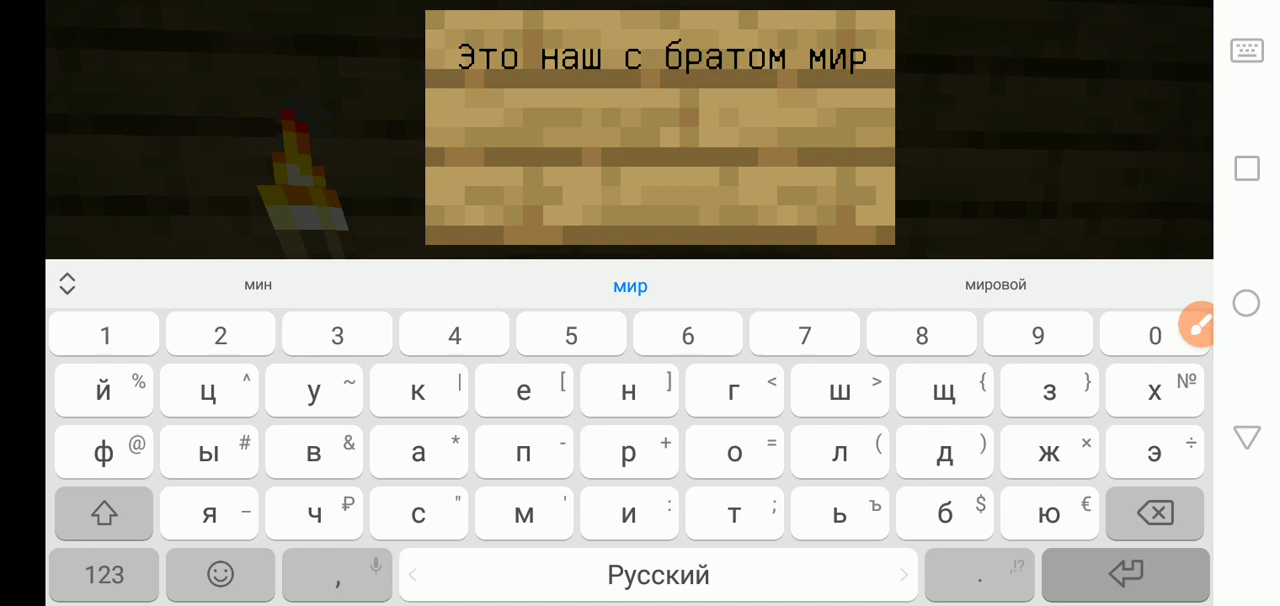 Это наш с братом мир
мин мир мировой
1 2 3 4 5 6 7 8 9 0
й % ц ^ у ~ к | е [ н ] г < ш > щ { з } х №
ф @ ы # в & а * п - р + о = л ( д ) ж × э ÷
я _ ч ₽ с " м ' и : т ; ь ъ б $ ю €
123 , Русский . ,!?